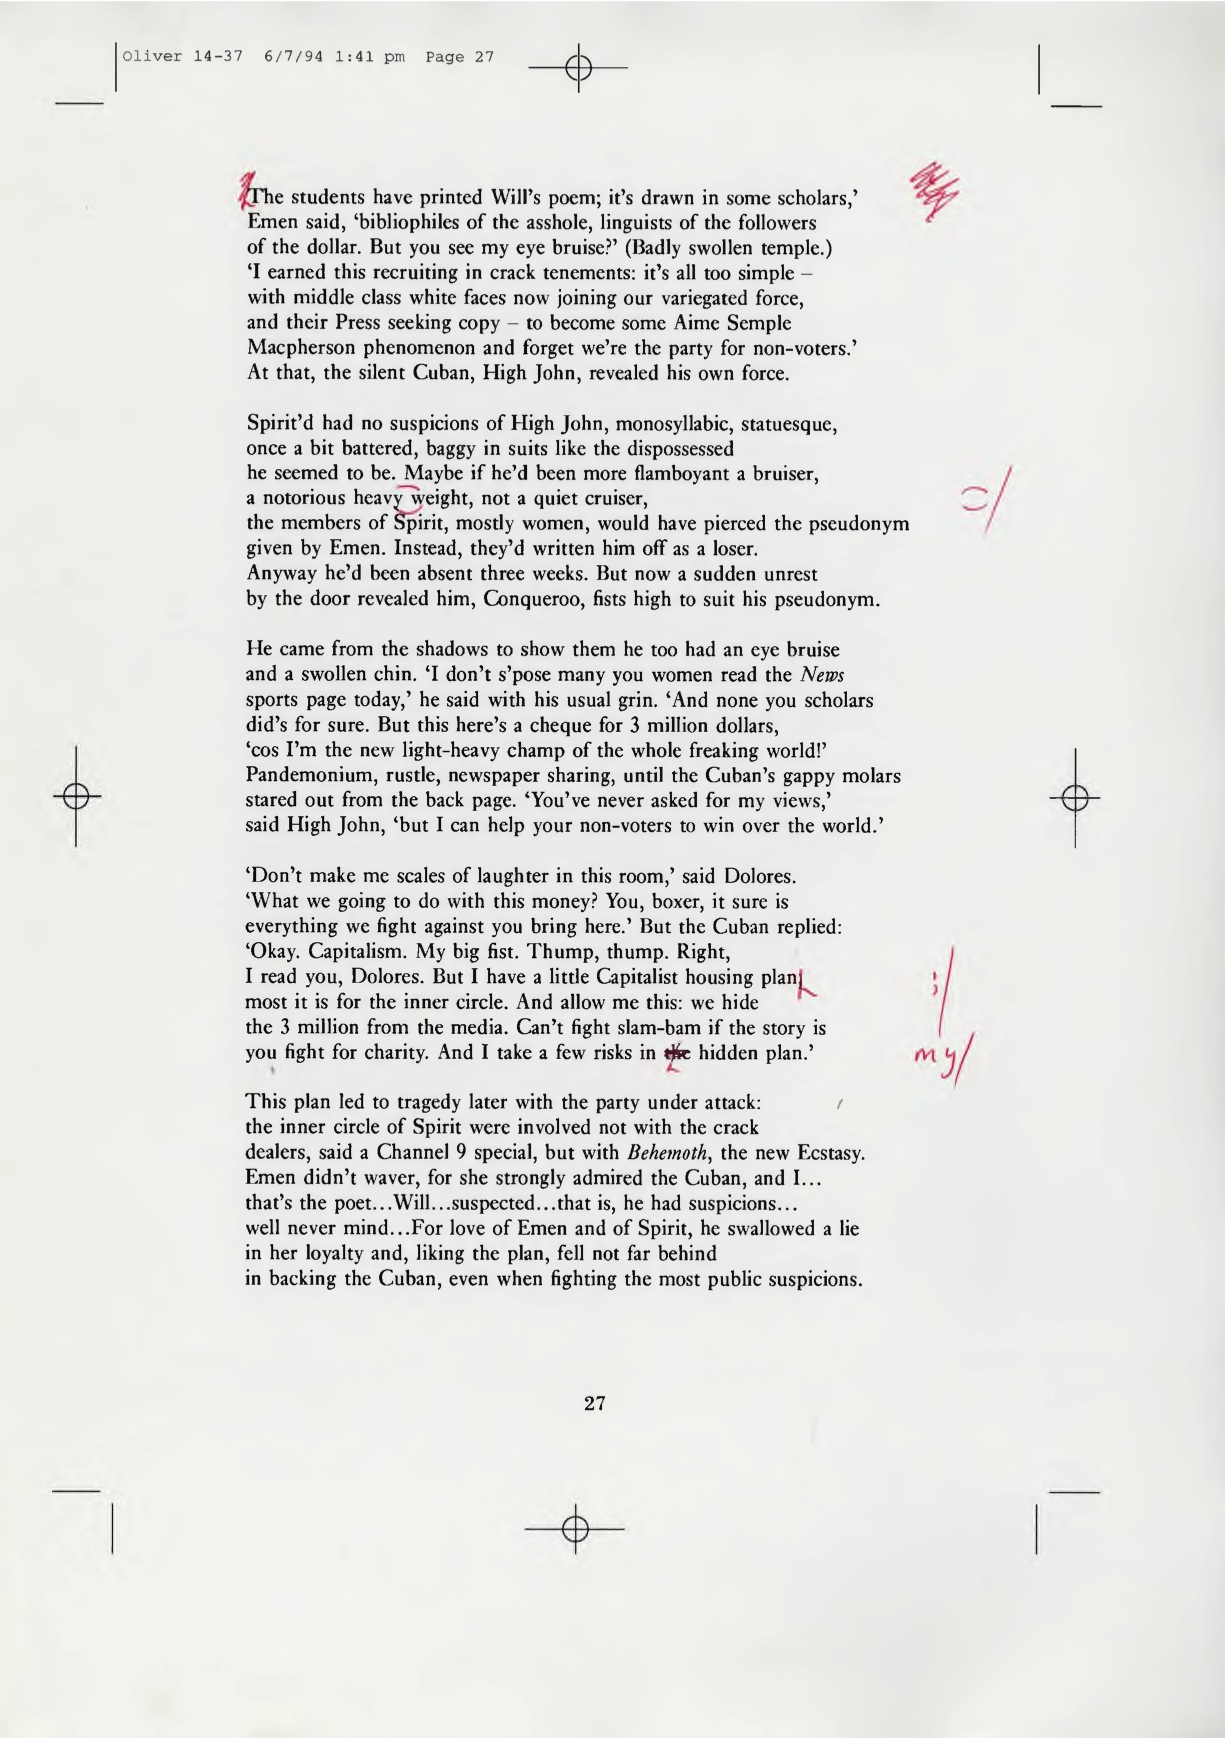 Oliver 14-37 6/7/94 1:41 pm Page 27
The students have printed Will's poem; it's drawn in some scholars,’
Emen said, ‘bibliophiles of the asshole, linguists of the followers
of the dollar. But you see my eye bruise?’ (Badly swollen temple.)
‘I earned this recruiting in crack tenements: it's all too simple –
with middle class white faces now joining our variegated force,
and their Press seeking copy – to become some Aime Semple
Macpherson phenomenon and forget we're the party for non-voters.’
At that, the silent Cuban, High John, revealed his own force.
Spirit'd had no suspicions of High John, monosyllabic, statuesque,
once a bit battered, baggy in suits like the dispossessed
he seemed to be. Maybe if he'd been more flamboyant a bruiser,
a notorious heavy weight, not a quiet cruiser,
the members of Spirit, mostly women, would have pierced the pseudonym
given by Emen. Instead, they'd written him off as a loser.
Anyway he'd been absent three weeks. But now a sudden unrest
by the door revealed him, Conqueroo, fists high to suit his pseudonym.
He came from the shadows to show them he too had an eye bruise
and a swollen chin. ‘I don't s'pose many you women read the News
sports page today,’ he said with his usual grin. ‘And none you scholars
did's for sure. But this here's a cheque for 3 million dollars,
‘cos I'm the new light-heavy champ of the whole freaking world!’
Pandemonium, rustle, newspaper sharing, until the Cuban's gappy molars
stared out from the back page. ‘You've never asked for my views,’
said High John, ‘but I can help your non-voters to win over the world.’
‘Don't make me scales of laughter in this room,’ said Dolores.
‘What we going to do with this money? You, boxer, it sure is
everything we fight against you bring here.’ But the Cuban replied:
‘Okay. Capitalism. My big fist. Thump, thump. Right,
I read you, Dolores. But I have a little Capitalist housing plan ;/
most it is for the inner circle. And allow me this: we hide
the 3 million from the media. Can't fight slam-bam if the story is
you fight for charity. And I take a few risks in the hidden plan.’ my/
This plan led to tragedy later with the party under attack:
the inner circle of Spirit were involved not with the crack
dealers, said a Channel 9 special, but with Behemoth, the new Ecstasy.
Emen didn't waver, for she strongly admired the Cuban, and I…
that's the poet…Will…suspected…that is, he had suspicions…
well never mind…For love of Emen and of Spirit, he swallowed a lie
in her loyalty and, liking the plan, fell not far behind
in backing the Cuban, even when fighting the most public suspicions.
27